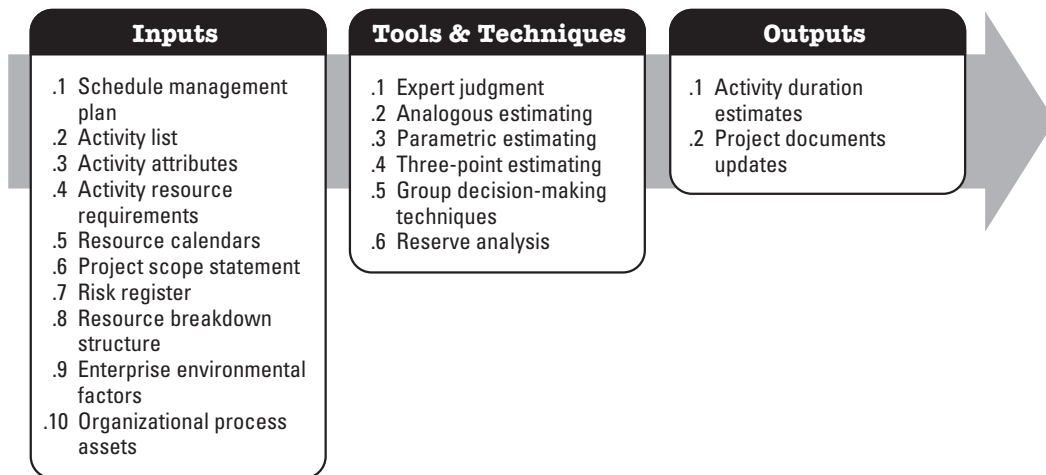 Inputs
.1 Schedule management
plan
.2 Activity list
.3 Activity attributes
.4 Activity resource
requirements
.5 Resource calendars
.6 Project scope statement
.7 Risk register
.8 Resource breakdown
structure
.9 Enterprise environmental
factors
.10 Organizational process
assets
Tools & Techniques
.1 Expert judgment
.2 Analogous estimating
.3 Parametric estimating
.4 Three-point estimating
.5 Group decision-making
techniques
.6 Reserve analysis
Outputs
.1 Activity duration
estimates
.2 Project documents
updates